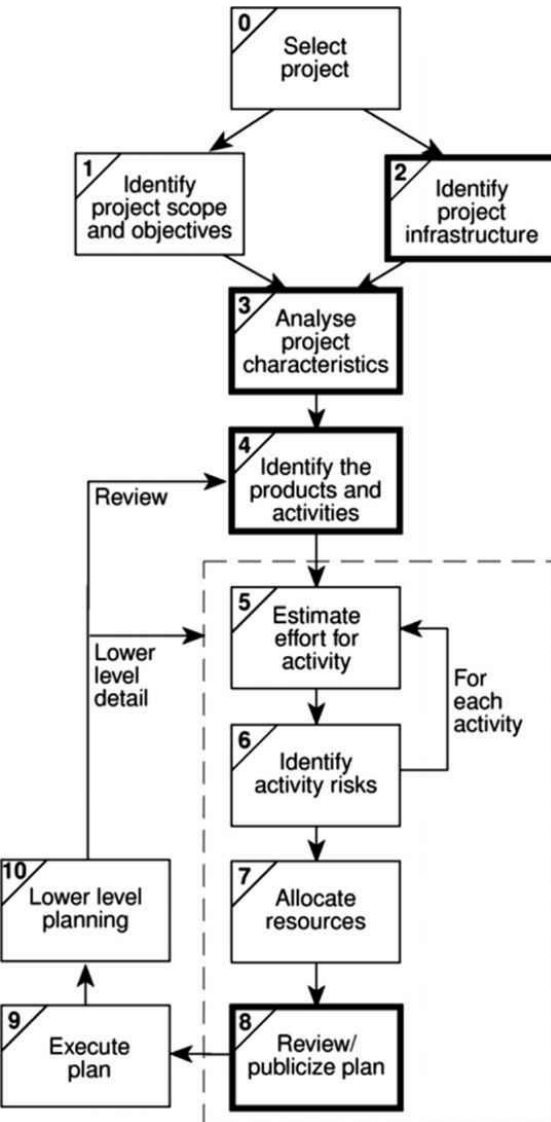 0
Select
project
1
Identify
project scope
and objectives
2
Identify
project
infrastructure
3
Analyse
project
characteristics
4
Identify the
products and
activities
Review
5
Estimate
effort for
activity
Lower
level
detail
For
each
activity
6
Identify
activity risks
7
Allocate
resources
10
Lower level
planning
8
Review/
publicize plan
9
Execute
plan